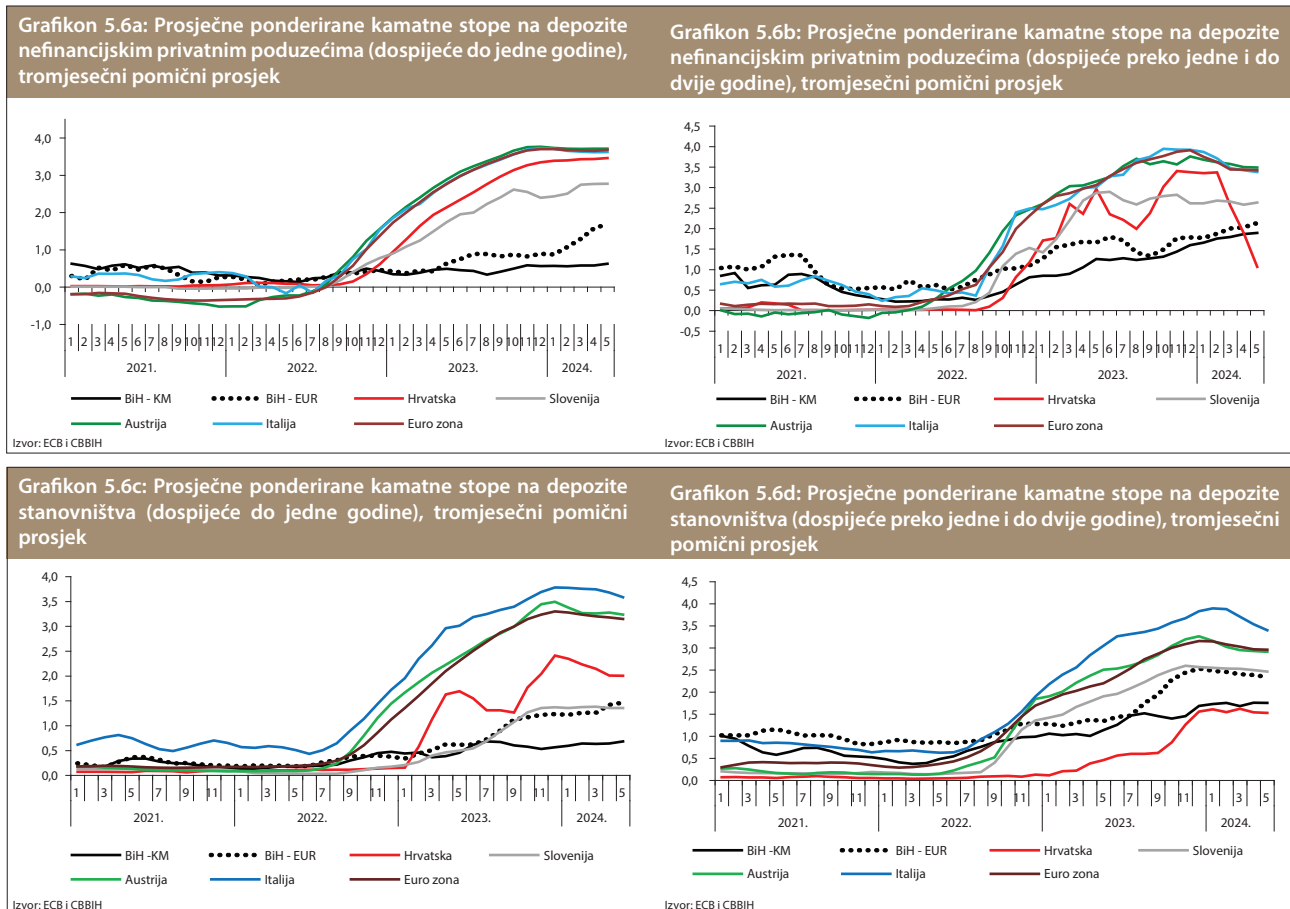 Grafikon 5.6a: Prosječne ponderirane kamatne stope na depozite
nefinancijskim privatnim poduzećima (dospijeće do jedne godine),
tromjesečni pomični prosjek
4,0
3,0
2,0
1,0
0,0
-1,0
1 2 3 4 5 6 7 8 9 10 11 12 1 2 3 4 5 6 7 8 9 10 11 12 1 2 3 4 5 6 7 8 9 10 11 12 1 2 3 4 5
2021. 2022. 2023. 2024.
BiH - KM BiH - EUR Hrvatska Slovenija
Austrija Italija Euro zona
Izvor: ECB i CBBIH
Grafikon 5.6b: Prosječne ponderirane kamatne stope na depozite
nefinancijskim privatnim poduzećima (dospijeće preko jedne i do
dvije godine), tromjesečni pomični prosjek
4,5
4,0
3,5
3,0
2,5
2,0
1,5
1,0
0,5
0,0
-0,5
1 2 3 4 5 6 7 8 9 10 11 12 1 2 3 4 5 6 7 8 9 10 11 12 1 2 3 4 5 6 7 8 9 10 11 12 1 2 3 4 5
2021. 2022. 2023. 2024.
BiH - KM BiH - EUR Hrvatska Slovenija
Austrija Italija Euro zona
Izvor: ECB i CBBIH
Grafikon 5.6c: Prosječne ponderirane kamatne stope na depozite
stanovništva (dospijeće do jedne godine), tromjesečni pomični
prosjek
4,0
3,5
3,0
2,5
2,0
1,5
1,0
0,5
0,0
1 3 5 7 9 11 1 3 5 7 9 11 1 3 5 7 9 11 1 3 5
2021. 2022. 2023. 2024.
BiH -KM BiH - EUR Hrvatska Slovenija
Austrija Italija Euro zona
Izvor: ECB i CBBIH
Grafikon 5.6d: Prosječne ponderirane kamatne stope na depozite
stanovništva (dospijeće preko jedne i do dvije godine), tromjesečni
pomični prosjek
4,5
4,0
3,5
3,0
2,5
2,0
1,5
1,0
0,5
0,0
1 3 5 7 9 11 1 3 5 7 9 11 1 3 5 7 9 11 1 3 5
2021. 2022. 2023. 2024.
BiH - KM BiH - EUR Hrvatska Slovenija
Austrija Italija Euro zona
Izvor: ECB i CBBIH